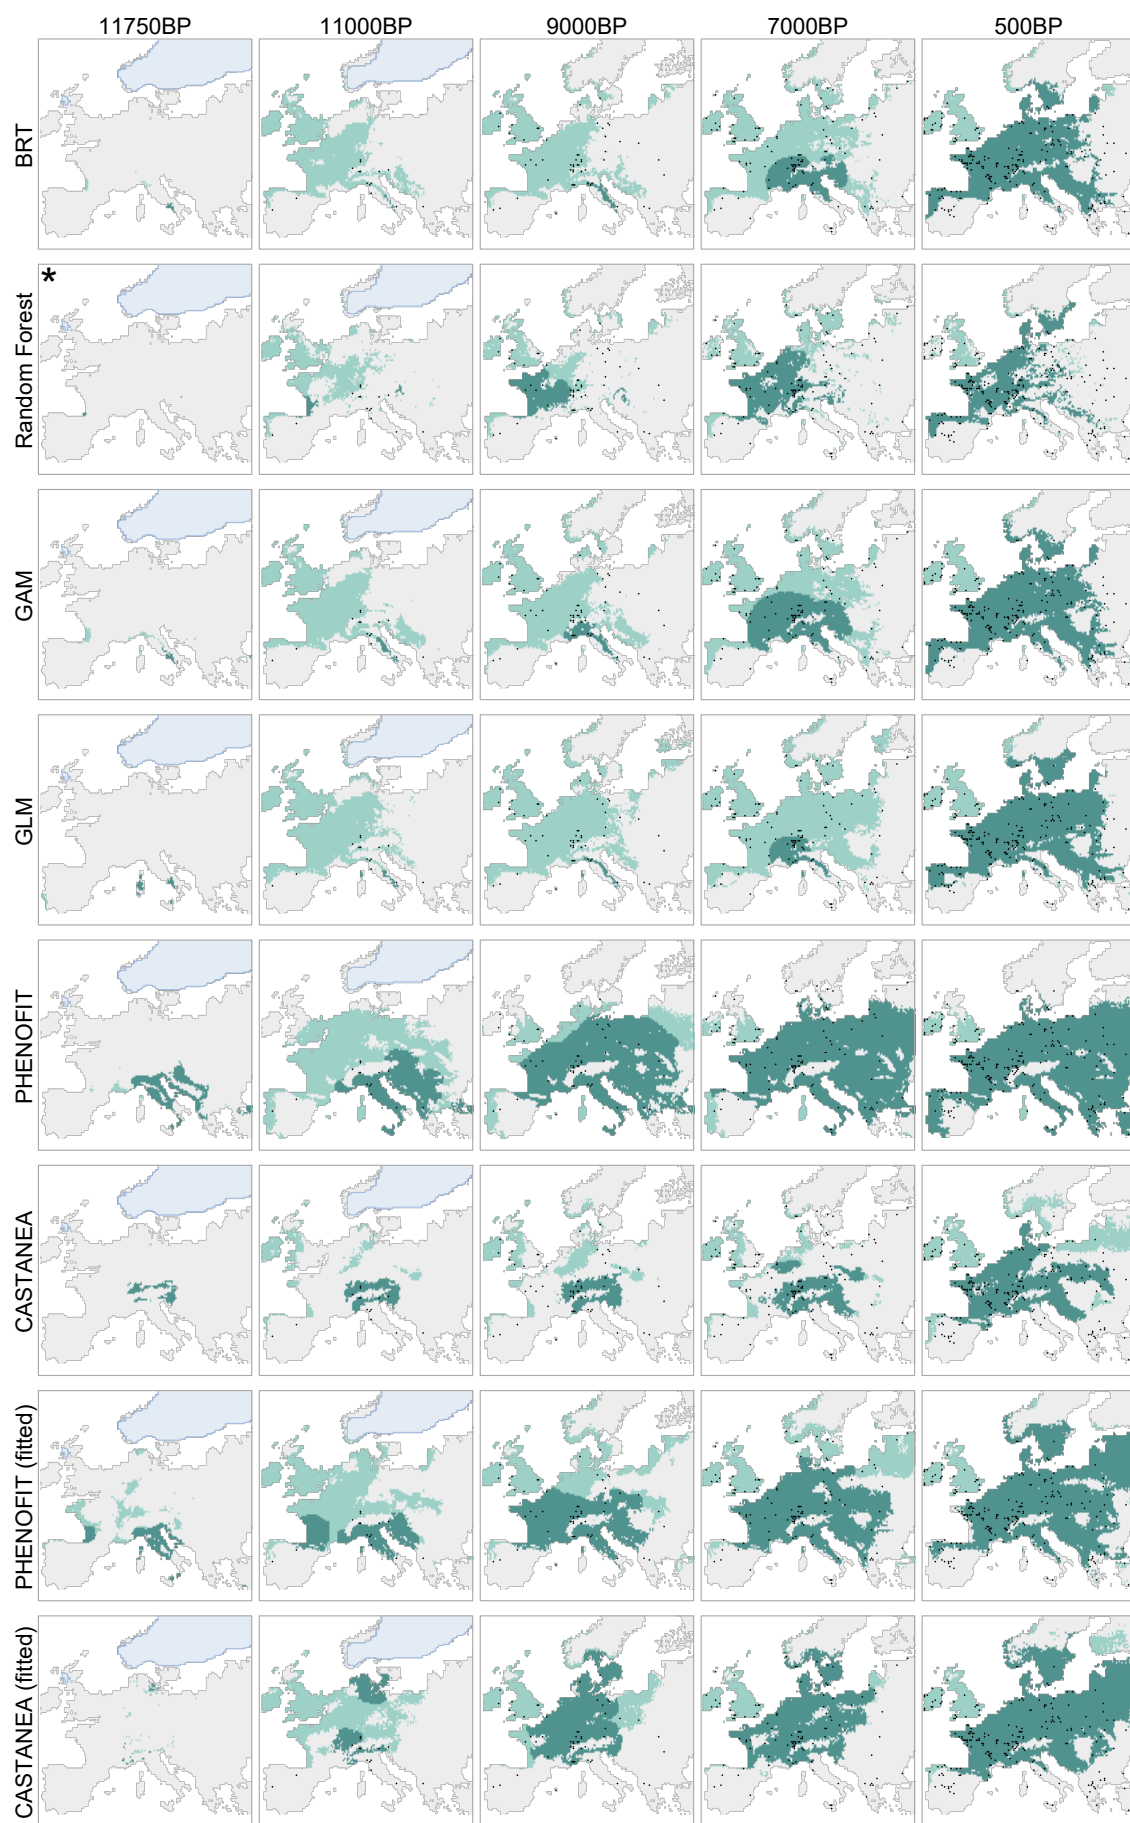 11750BP
11000BP
9000BP
7000BP
500BP
BRT
Random Forest
*
GAM
GLM
PHENOFIT
CASTANEA
PHENOFIT (fitted)
CASTANEA (fitted)